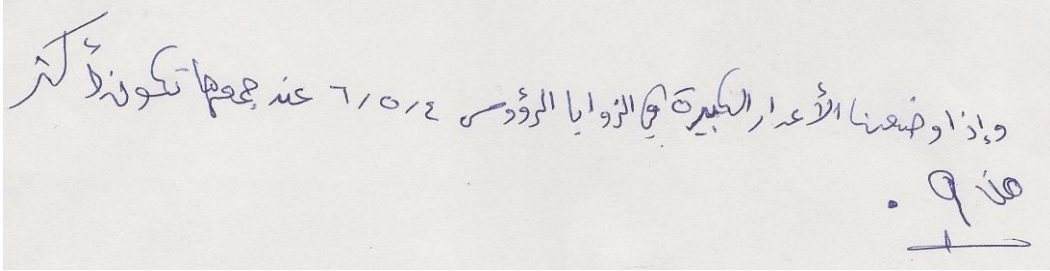 وإذا وضعنا الأعداد الكبيرة في الزوايا الرؤوس ٤،٥،٦ عند جمعها تكون أكثر
من ٩ .